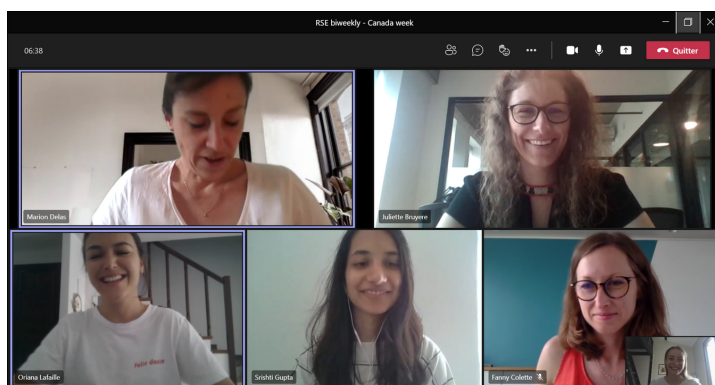 RSE biweekly - Canada week
06:38
Quitter
Marion Delas
Juliette Bruyere
Oriana Lafaille
Srishti Gupta
Fanny Colette